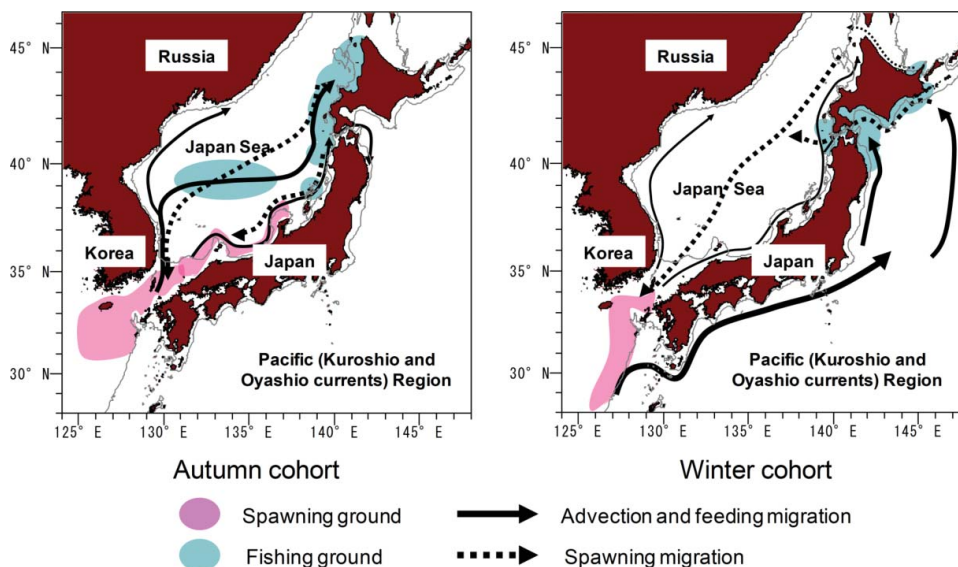 45° N
40° N
35° N
30° N
125° E
130° E
135° E
140° E
145° E
Russia
Japan Sea
Korea
Japan
Pacific (Kuroshio and
Oyashio currents) Region
45° N
40° N
35° N
30° N
125° E
130° E
135° E
140° E
145° E
Russia
Japan Sea
Korea
Japan
Pacific (Kuroshio and
Oyashio currents) Region
Autumn cohort
Winter cohort
Spawning ground
Advection and feeding migration
Fishing ground
Spawning migration